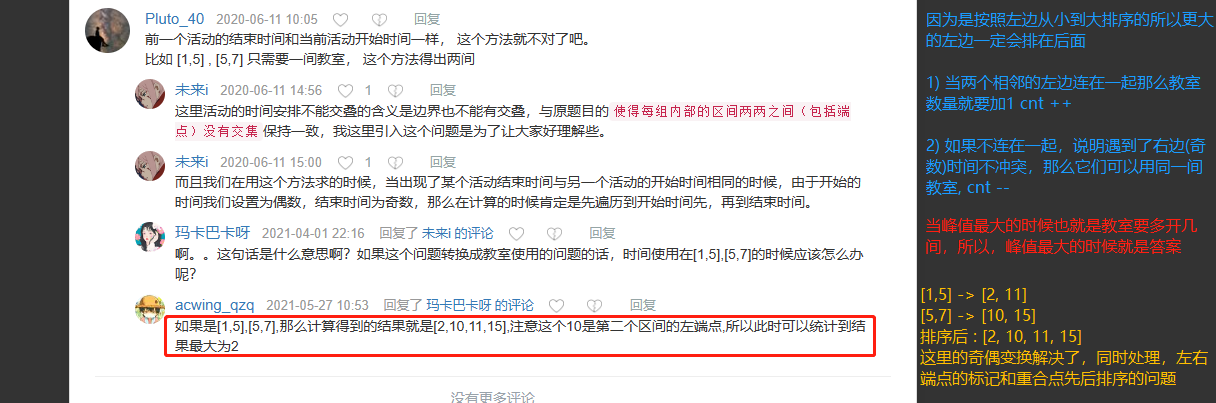 Pluto_40 2020-06-11 10:05 回复
前一个活动的结束时间和当前活动开始时间一样， 这个方法就不对了吧。
比如 [1,5] , [5,7] 只需要一间教室， 这个方法得出两间
未来i 2020-06-11 14:56 1 回复
这里活动的时间安排不能交叠的含义是边界也不能有交叠，与原题目的 使得每组内部的区间两两之间（包括端
点）没有交集 保持一致，我这里引入这个问题是为了让大家好理解些。
未来i 2020-06-11 15:00 1 回复
而且我们在用这个方法求的时候，当出现了某个活动结束时间与另一个活动的开始时间相同的时候，由于开始的
时间我们设置为偶数，结束时间为奇数，那么在计算的时候肯定是先遍历到开始时间先，再到结束时间。
玛卡巴卡呀 2021-04-01 22:16 回复了 未来i 的评论 回复
啊。。这句话是什么意思啊？如果这个问题转换成教室使用的问题的话，时间使用在[1,5],[5,7]的时候应该怎么办
呢？
acwing_qzq 2021-05-27 10:53 回复了 玛卡巴卡呀 的评论 回复
如果是[1,5],[5,7],那么计算得到的结果就是[2,10,11,15],注意这个10是第二个区间的左端点,所以此时可以统计到结
果最大为2
没有更多评论
因为是按照左边从小到大排序的所以更大
的左边一定会排在后面
1) 当两个相邻的左边连在一起那么教室
数量就要加1 cnt ++
2) 如果不连在一起，说明遇到了右边(奇
数)时间不冲突，那么它们可以用同一间
教室, cnt --
当峰值最大的时候也就是教室要多开几
间，所以，峰值最大的时候就是答案
[1,5] -> [2, 11]
[5,7] -> [10, 15]
排序后 : [2, 10, 11, 15]
这里的奇偶变换解决了，同时处理，左右
端点的标记和重合点先后排序的问题